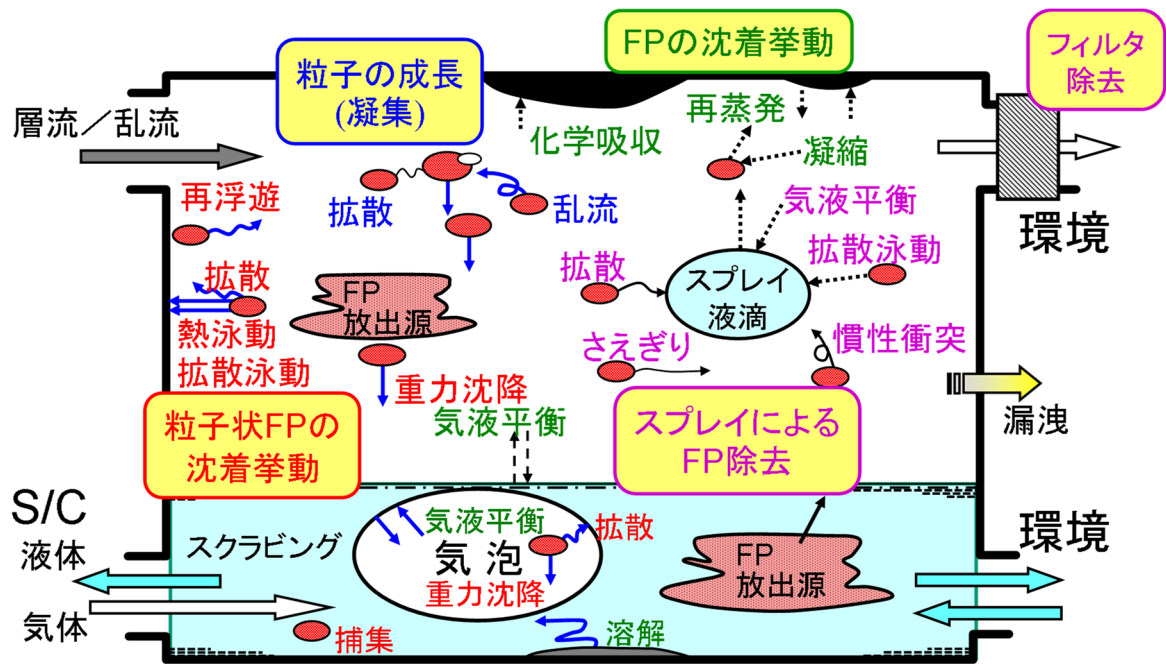 FPの沈着挙動
フィルタ
除去
粒子の成長
(凝集)
層流／乱流
化学吸収
再蒸発
凝縮
拡散
乱流
再浮遊
気液平衡
環境
拡散泳動
拡散
スプレイ
液滴
拡散
熱泳動
拡散泳動
FP
放出源
さえぎり
慣性衝突
重力沈降
気液平衡
漏洩
粒子状FPの
沈着挙動
スプレイによる
FP除去
S/C
液体
気体
スクラビング
気液平衡
気泡
重力沈降
拡散
FP
放出源
環境
捕集
溶解